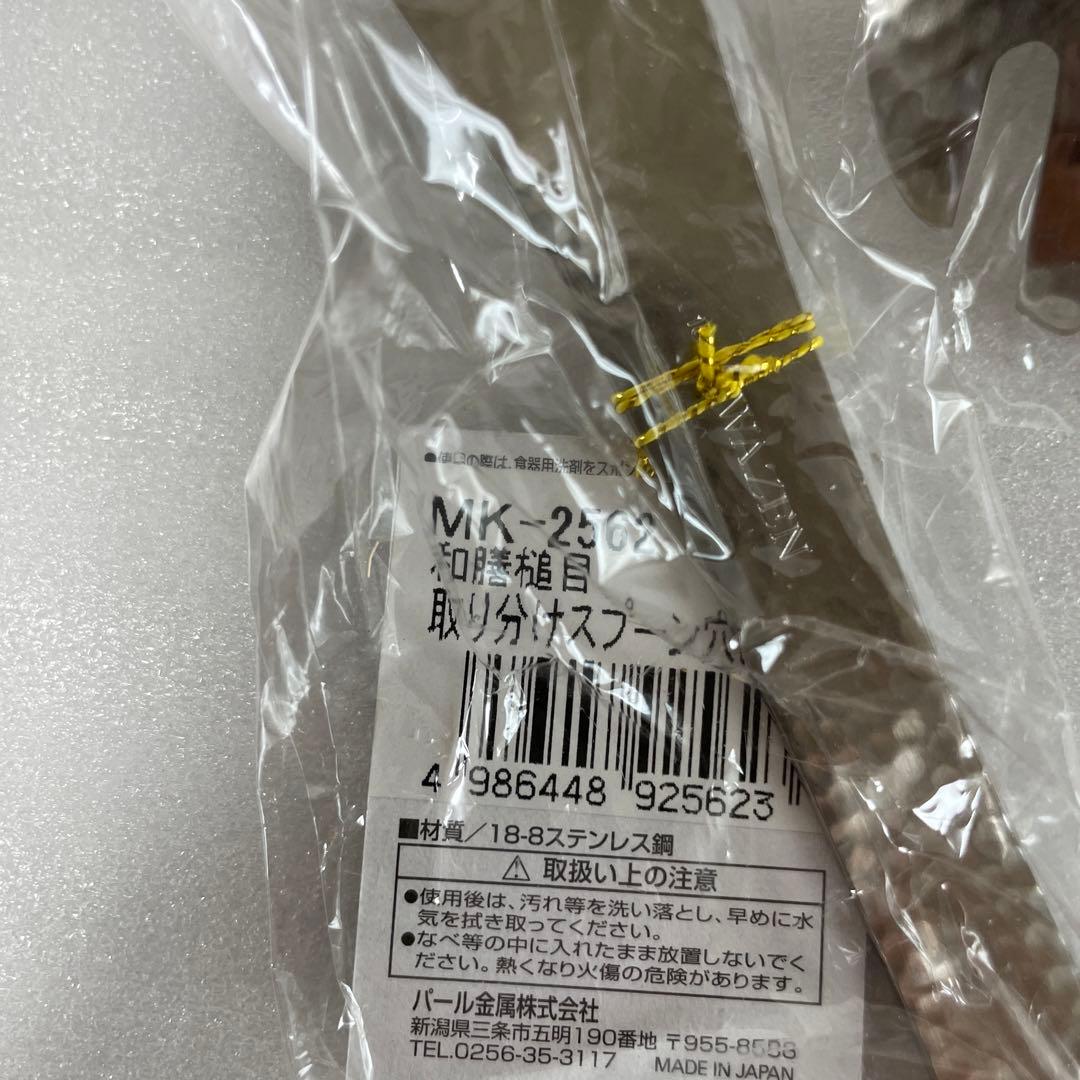 ●使用の際は、食器用洗剤をスポン
MK-2562
和膳槌目
取り分けスプーン穴
4 986448 925623
■材質/18-8ステンレス鋼
⚠ 取扱い上の注意
●使用後は、汚れ等を洗い落とし、早めに水
気を拭き取ってください。
●なべ等の中に入れたまま放置しないでく
ださい。熱くなり火傷の危険があります。
パール金属株式会社
新潟県三条市五明190番地 〒955-8583
TEL.0256-35-3117
MADE IN JAPAN
WA-ZEN